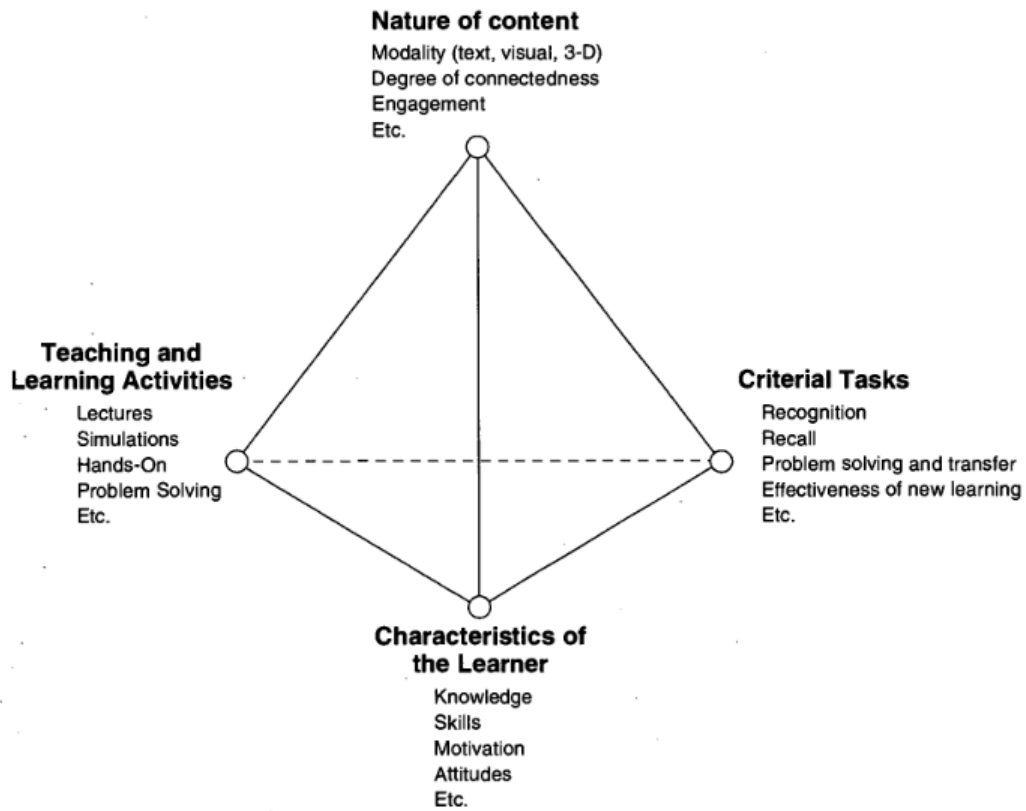 Nature of content
Modality (text, visual, 3-D)
Degree of connectedness
Engagement
Etc.
Teaching and
Learning Activities
Lectures
Simulations
Hands-On
Problem Solving
Etc.
Criterial Tasks
Recognition
Recall
Problem solving and transfer
Effectiveness of new learning
Etc.
Characteristics of
the Learner
Knowledge
Skills
Motivation
Attitudes
Etc.